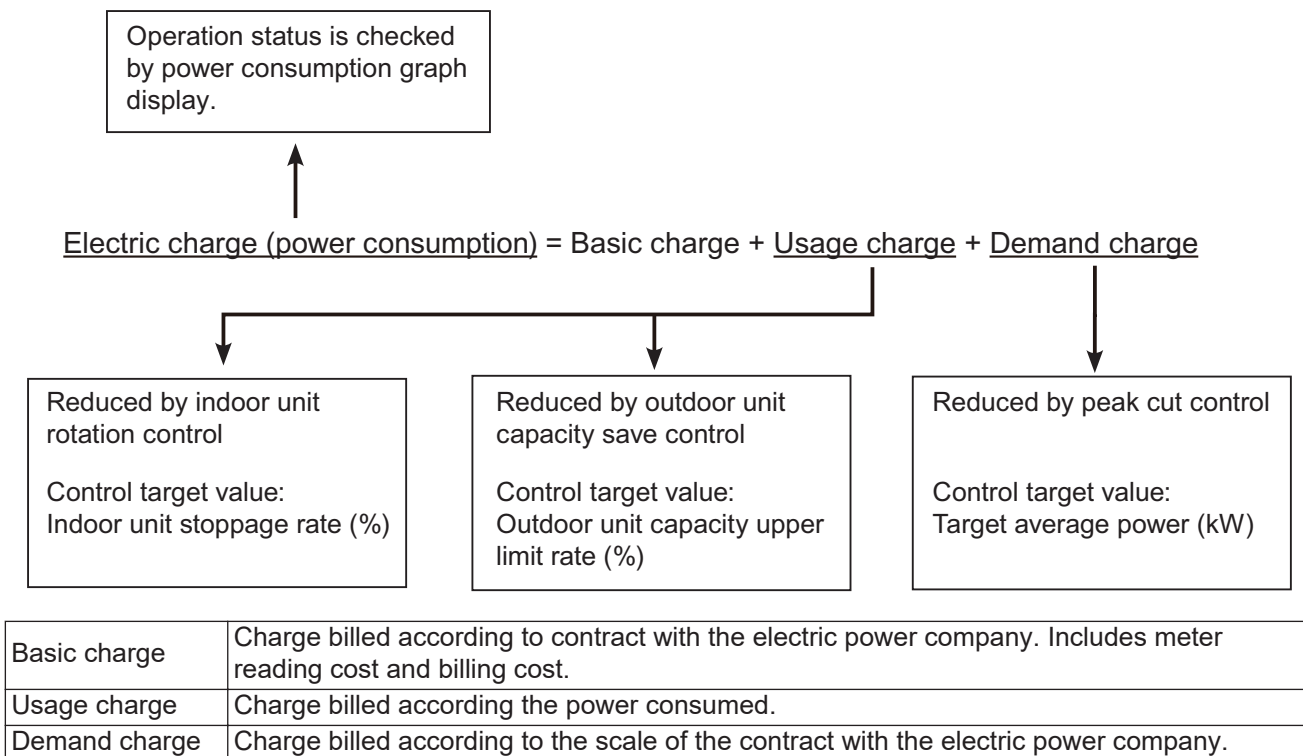 Operation status is checked
by power consumption graph
display.
Electric charge (power consumption) = Basic charge + Usage charge + Demand charge
Reduced by indoor unit
rotation control
Control target value:
Indoor unit stoppage rate (%)
Reduced by outdoor unit
capacity save control
Control target value:
Outdoor unit capacity upper
limit rate (%)
Reduced by peak cut control
Control target value:
Target average power (kW)
Basic charge
Charge billed according to contract with the electric power company. Includes meter
reading cost and billing cost.
Usage charge
Charge billed according the power consumed.
Demand charge
Charge billed according to the scale of the contract with the electric power company.